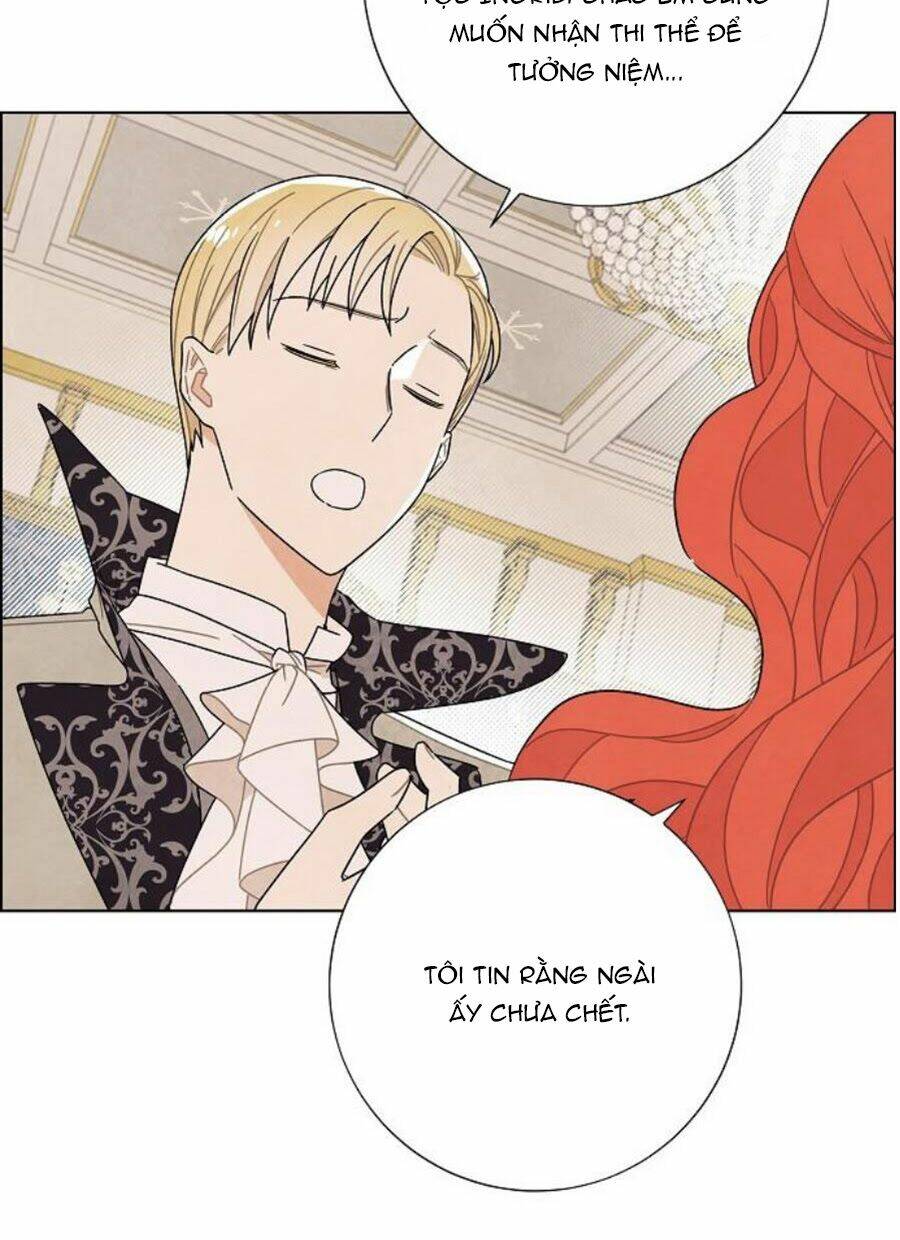 MUỐN NHẬN THI THỂ ĐỂ
TƯỞNG NIỆM...
TÔI TIN RẰNG NGÀI
ẤY CHƯA CHẾT.